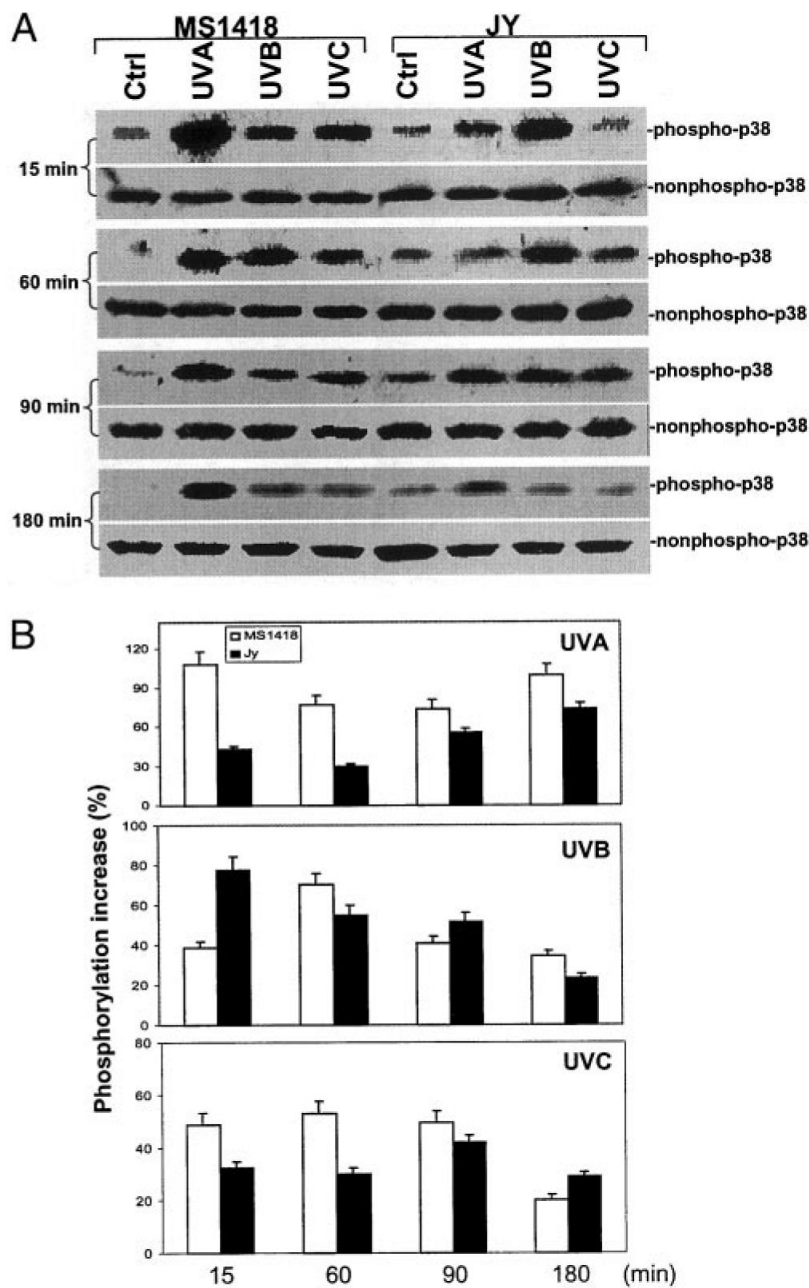 A
MS1418 JY
Ctrl UVA UVB UVC Ctrl UVA UVB UVC
-phospho-p38
15 min
-nonphospho-p38
-phospho-p38
60 min
-nonphospho-p38
-phospho-p38
90 min
-nonphospho-p38
-phospho-p38
180 min
-nonphospho-p38
B
Phosphorylation increase (%)
MS1418
Jy
UVA
120
90
60
30
0
UVB
100
80
60
40
20
0
UVC
80
60
40
20
0
15 60 90 180 (min)